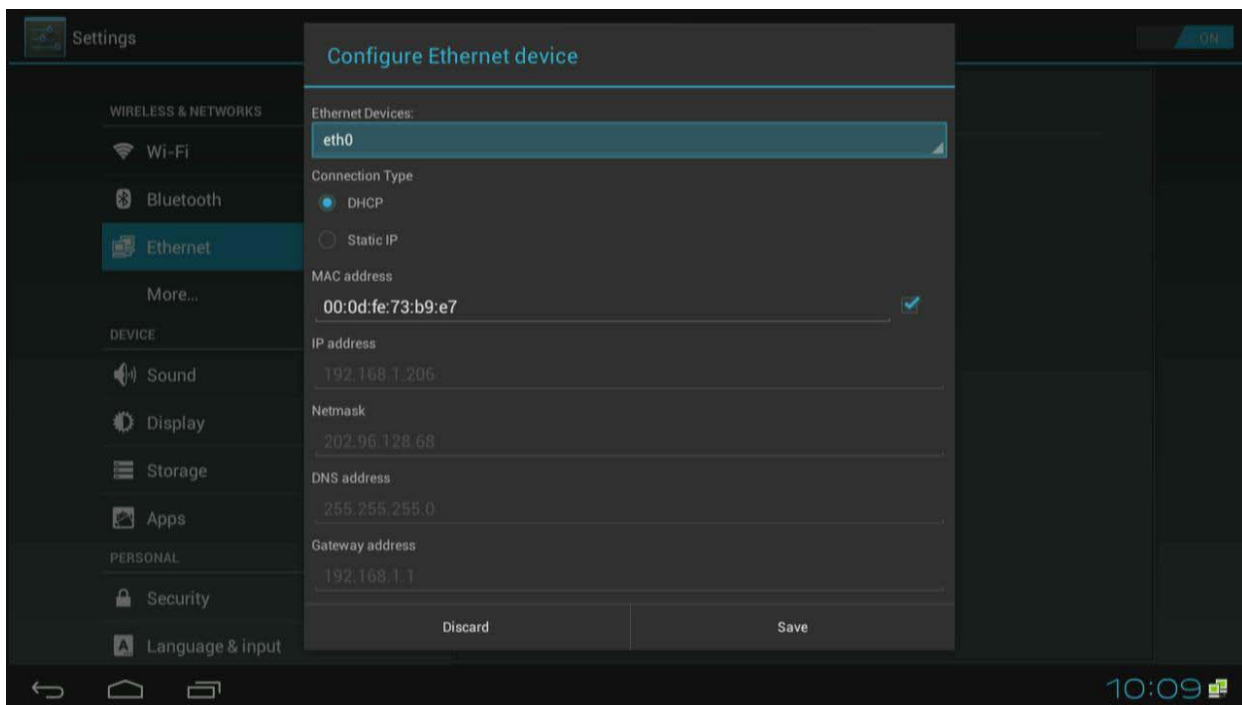 Settings
ON
Configure Ethernet device
WIRELESS & NETWORKS
Wi-Fi
Bluetooth
Ethernet
More...
DEVICE
Sound
Display
Storage
Apps
PERSONAL
Security
Language & input
Ethernet Devices:
eth0
Connection Type
DHCP
Static IP
MAC address
00:0d:fe:73:b9:e7
IP address
192.168.1.206
Netmask
202.96.128.68
DNS address
255.255.255.0
Gateway address
192.168.1.1
Discard
Save
10:09